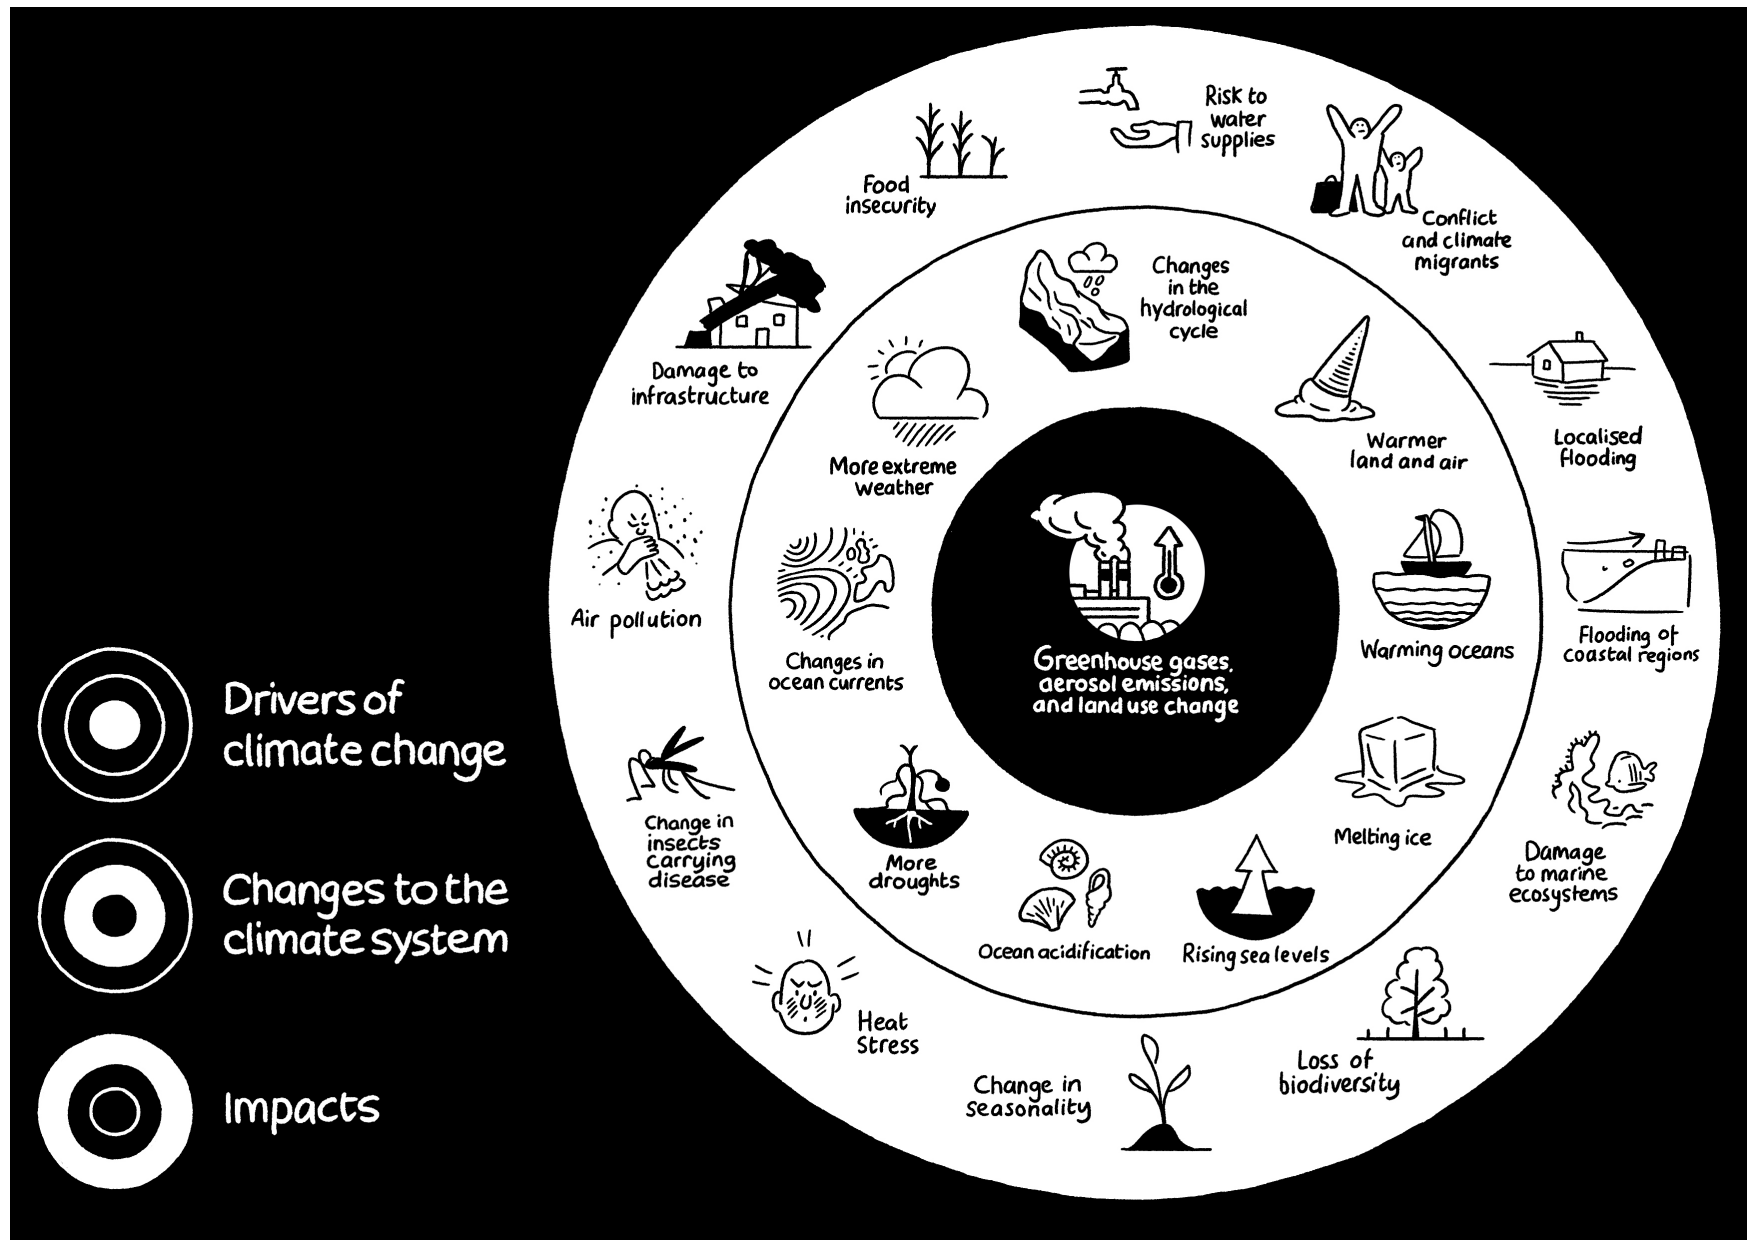 Drivers of
climate change
Changes to the
climate system
Impacts
Greenhouse gases,
aerosol emissions,
and land use change
Changes
in the
hydrological
cycle
Warmer
land and air
Warming oceans
Melting ice
Rising sea levels
Ocean acidification
More
droughts
Changes in
ocean currents
More extreme
weather
Risk to
water
supplies
Conflict
and climate
migrants
Localised
flooding
Flooding of
coastal regions
Damage
to marine
ecosystems
Loss of
biodiversity
Change in
seasonality
Heat
Stress
Change in
insects
carrying
disease
Air pollution
Damage to
infrastructure
Food
insecurity